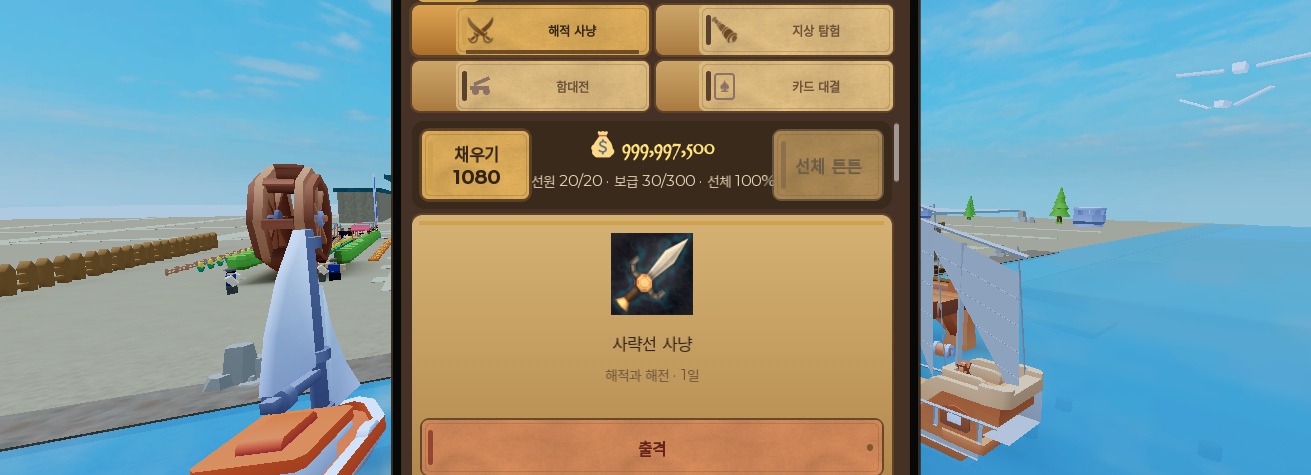 해적 사냥
지상 탐험
함대전
카드 대결
채우기
1080
999,997,500
선원 20/20 · 보급 30/300 · 선체 100%
선체 튼튼
사략선 사냥
해적과 해전 · 1일
출격